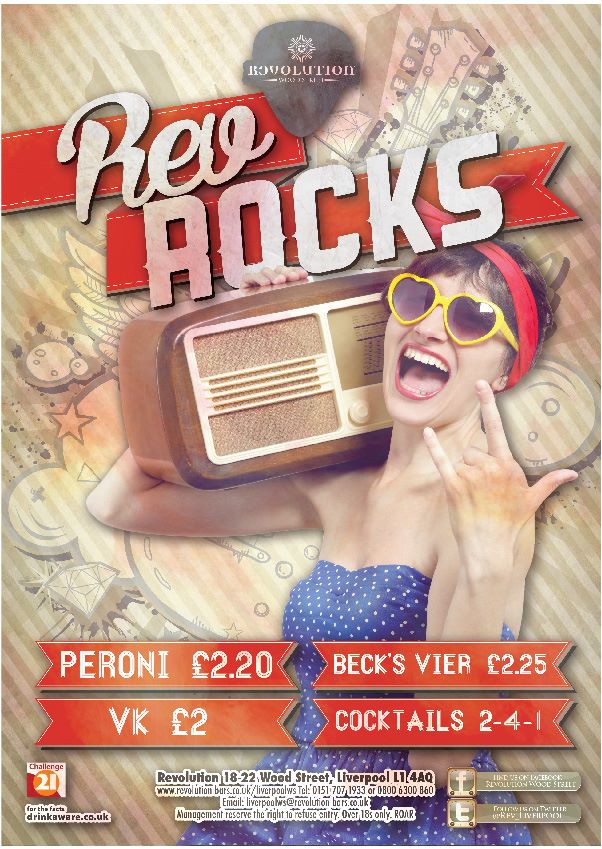 REVOLUTION
WOOD STREET
Rev
ROCKS
PERONI £2.20
BECK'S VIER £2.25
VK £2
COCKTAILS 2-4-1
Challenge
21
for the facts
drinkaware.co.uk
Revolution 18-22 Wood Street, Liverpool L1 4AQ
www.revolution-bars.co.uk/liverpoolws Tel: 0151 707 1933 or 0800 6300 860
Email: liverpoolws@revolution-bars.co.uk
Management reserve the right to refuse entry. Over 18s only. ROAR
f
FIND US ON FACEBOOK
REVOLUTION WOOD STREET
t
FOLLOW US ON TWITTER
@REV_LIVERPOOL